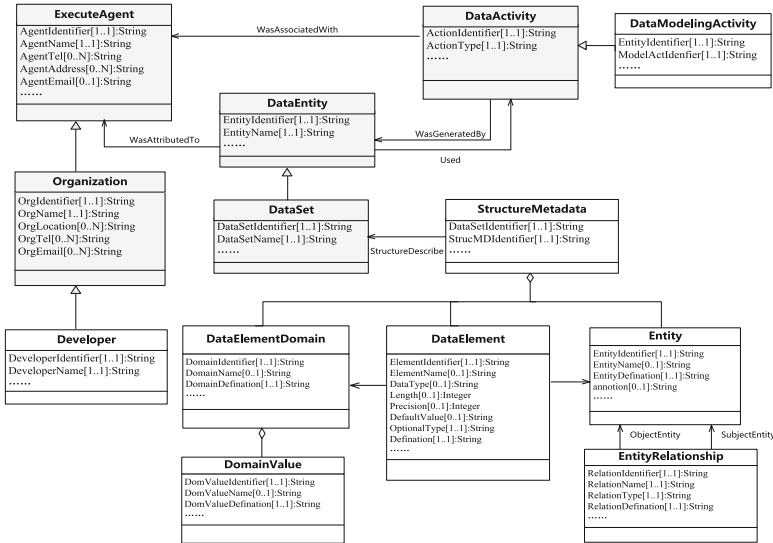 ExecuteAgent
AgentIdentifier[1..1]:String
AgentName[1..1]:String
AgentTel[0..N]:String
AgentAddress[0..N]:String
AgentEmail[0..1]:String
……
WasAssociatedWith
DataActivity
ActionIdentifier[1..1]:String
ActionType[1..1]:String
……
DataModelingActivity
EntityIdentifier[1..1]:String
ModelActIdenfier[1..1]:String
……
DataEntity
EntityIdentifier[1..1]:String
EntityName[1..1]:String
……
WasAttributedTo
WasGeneratedBy
Used
Organization
OrgIdentifier[1..1]:String
OrgName[1..1]:String
OrgLocation[0..N]:String
OrgTel[0..N]:String
OrgEmail[0..N]:String
DataSet
DataSetIdentifier[1..1]:String
DataSetName[1..1]:String
……
StructureDescribe
StructureMetadata
DataSetIdentifier[1..1]:String
StrucMDIdentifier[1..1]:String
……
Developer
DeveloperIdentifier[1..1]:String
DeveloperName[1..1]:String
……
DataElementDomain
DomainIdentifier[1..1]:String
DomainName[0..1]:String
DomainDefination[1..1]:String
……
DataElement
ElementIdentifier[1..1]:String
ElementName[0..1]:String
DataType[0..1]:String
Length[0..1]:Integer
Precision[0..1]:Integer
DefaultValue[0..1]:String
OptionalType[1..1]:String
Defination[1..1]:String
……
Entity
EntityIdentifier[1..1]:String
EntityName[0..1]:String
EntityDefination[1..1]:String
annotion[0..1]:String
……
ObjectEntity
SubjectEntity
DomainValue
DomValueIdentifier[1..1]:String
DomValueName[0..1]:String
DomValueDefination[1..1]:String
……
EntityRelationship
RelationIdentifier[1..1]:String
RelationName[1..1]:String
RelationType[1..1]:String
RelationDefination[1..1]:String
……